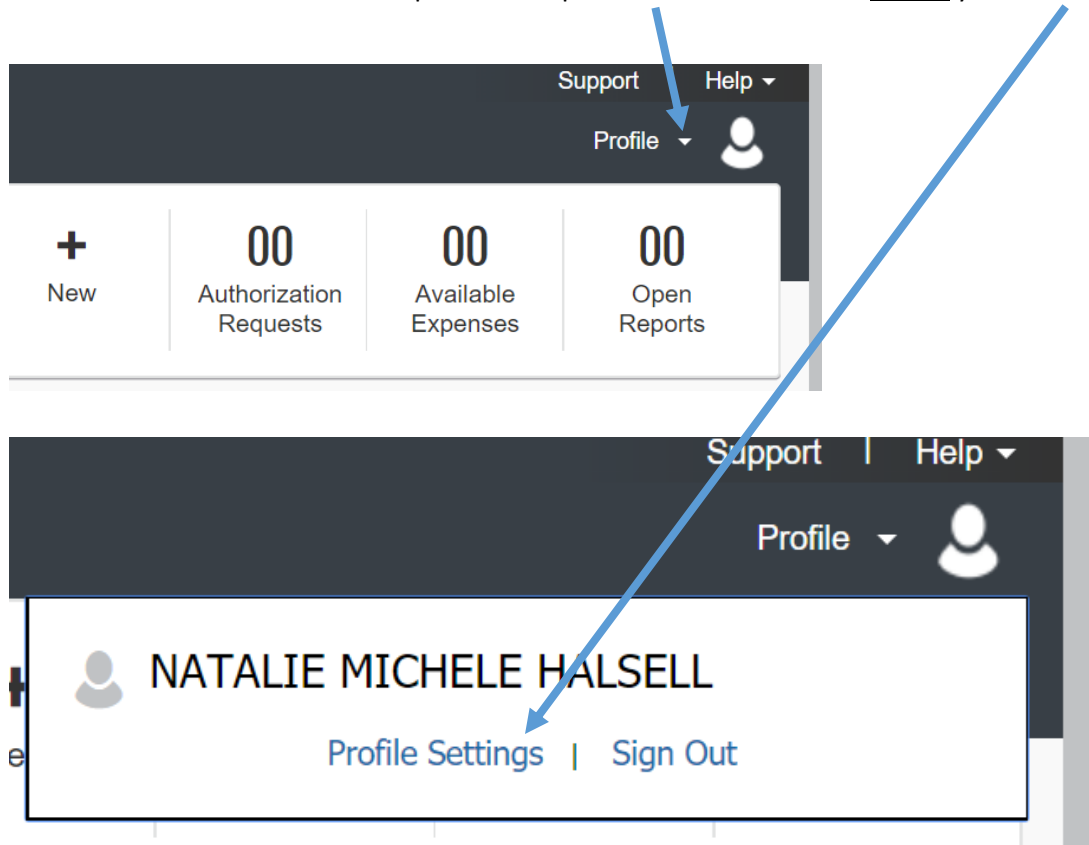 Support Help
Profile
+ 00 00 00
New Authorization Available Open
Requests Expenses Reports
Support | Help
Profile
NATALIE MICHELE HALSELL
e
Profile Settings | Sign Out